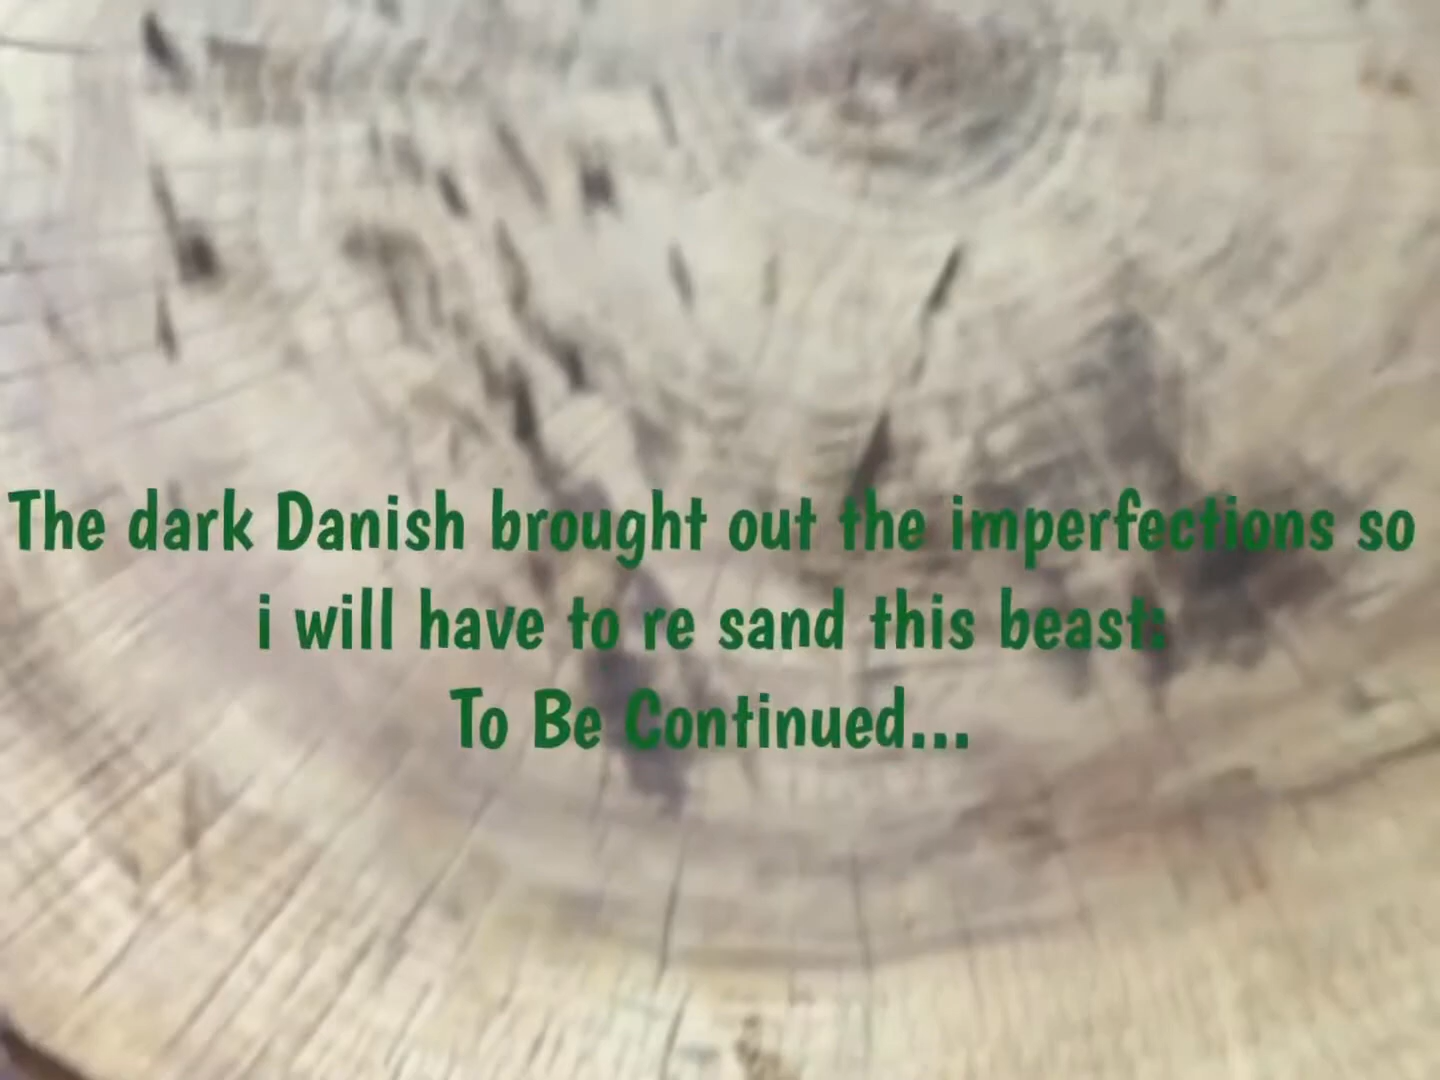 The dark Danish brought out the imperfections so
i will have to re sand this beast:
To Be Continued...